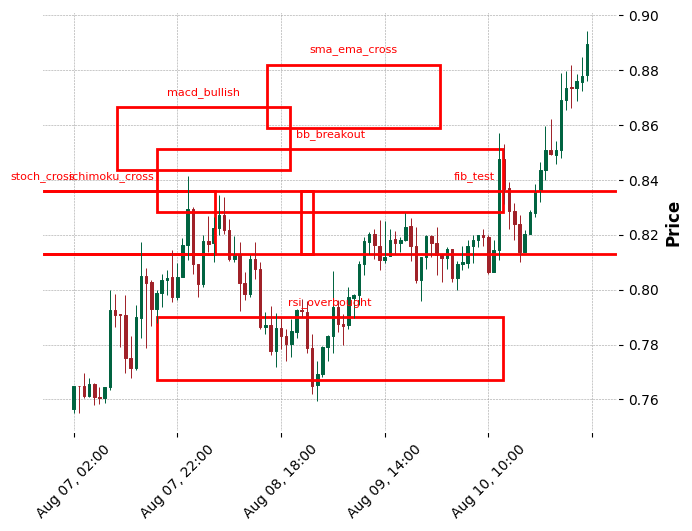 0.90
sma_ema_cross
0.88
macd_bullish
0.86
bb_breakout
stoch_cross
ichimoku_cross
fib_test
0.84
Price
0.82
0.80
rsi_overbought
0.78
0.76
Aug 07, 02:00
Aug 07, 22:00
Aug 08, 18:00
Aug 09, 14:00
Aug 10, 10:00